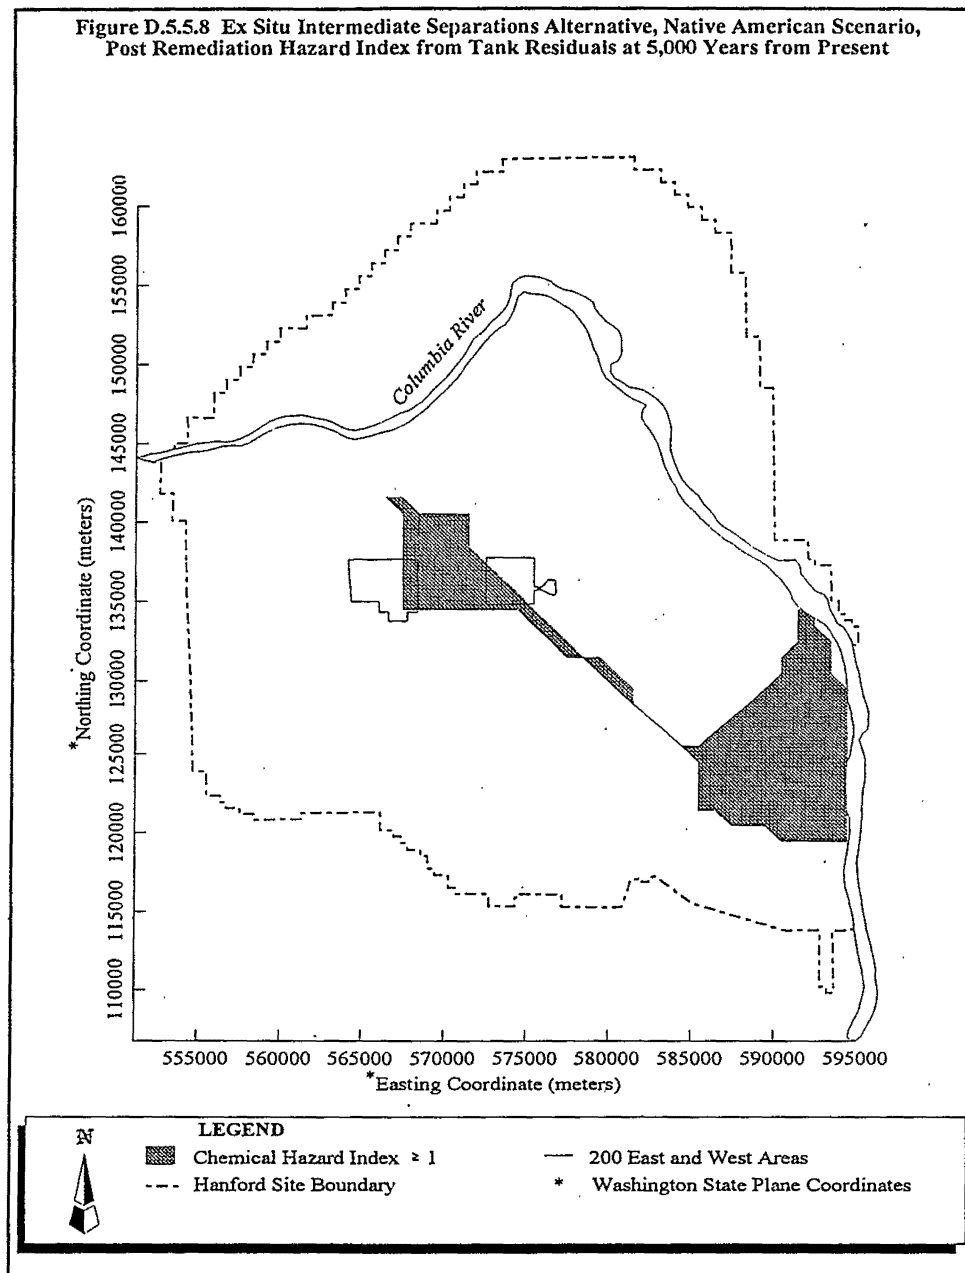 Figure D.5.5.8 Ex Situ Intermediate Separations Alternative, Native American Scenario,
Post Remediation Hazard Index from Tank Residuals at 5,000 Years from Present
160000
155000
150000
145000
140000
135000
130000
125000
120000
115000
110000
*Northing Coordinate (meters)
Columbia River
555000 560000 565000 570000 575000 580000 585000 590000 595000
*Easting Coordinate (meters)
N
LEGEND
Chemical Hazard Index ≥ 1
200 East and West Areas
Hanford Site Boundary
* Washington State Plane Coordinates